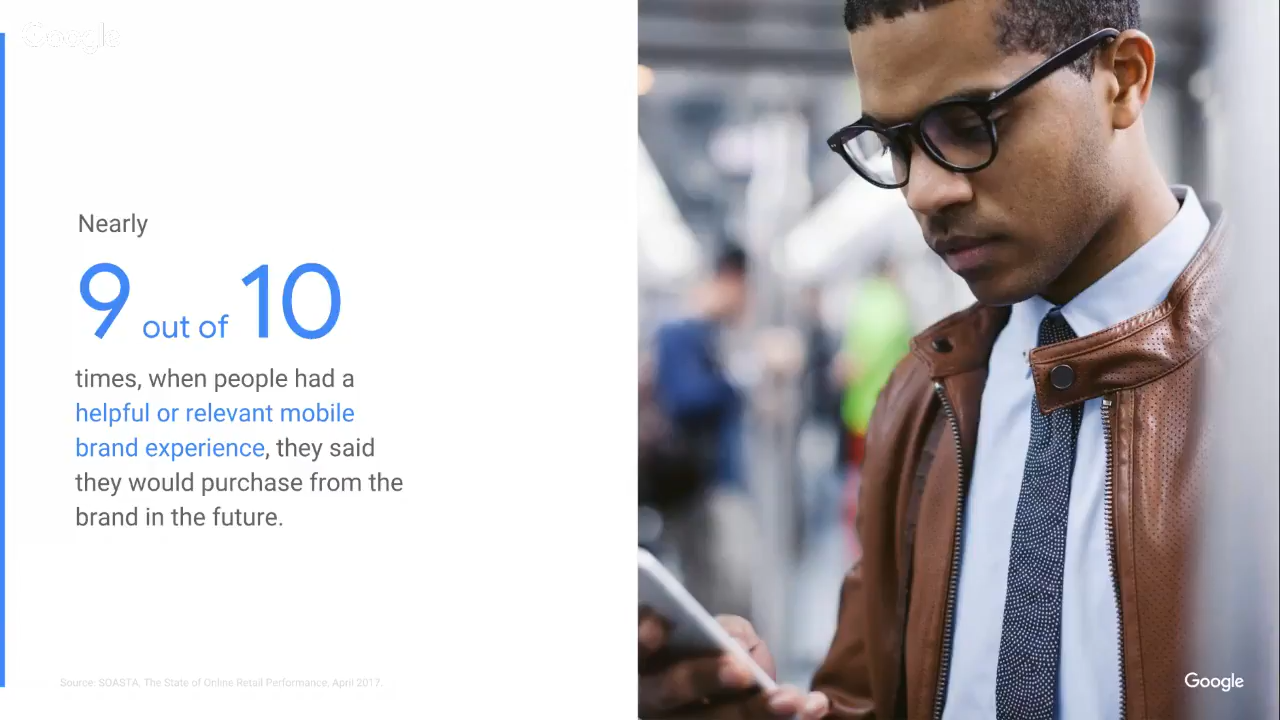 Google
Nearly
9 out of 10
times, when people had a
helpful or relevant mobile
brand experience, they said
they would purchase from the
brand in the future.
Source: SOASTA, The State of Online Retail Performance, April 2017.
Google